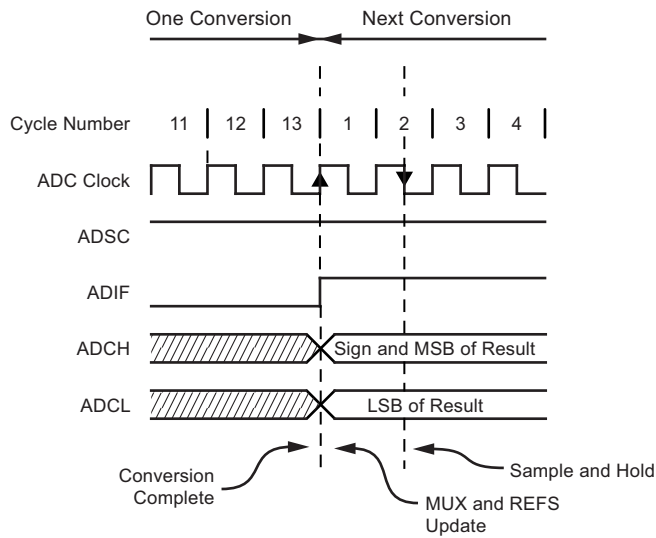 One Conversion
Next Conversion
Cycle Number
11
12
13
1
2
3
4
ADC Clock
ADSC
ADIF
ADCH
Sign and MSB of Result
ADCL
LSB of Result
Conversion
Complete
MUX and REFS
Update
Sample and Hold